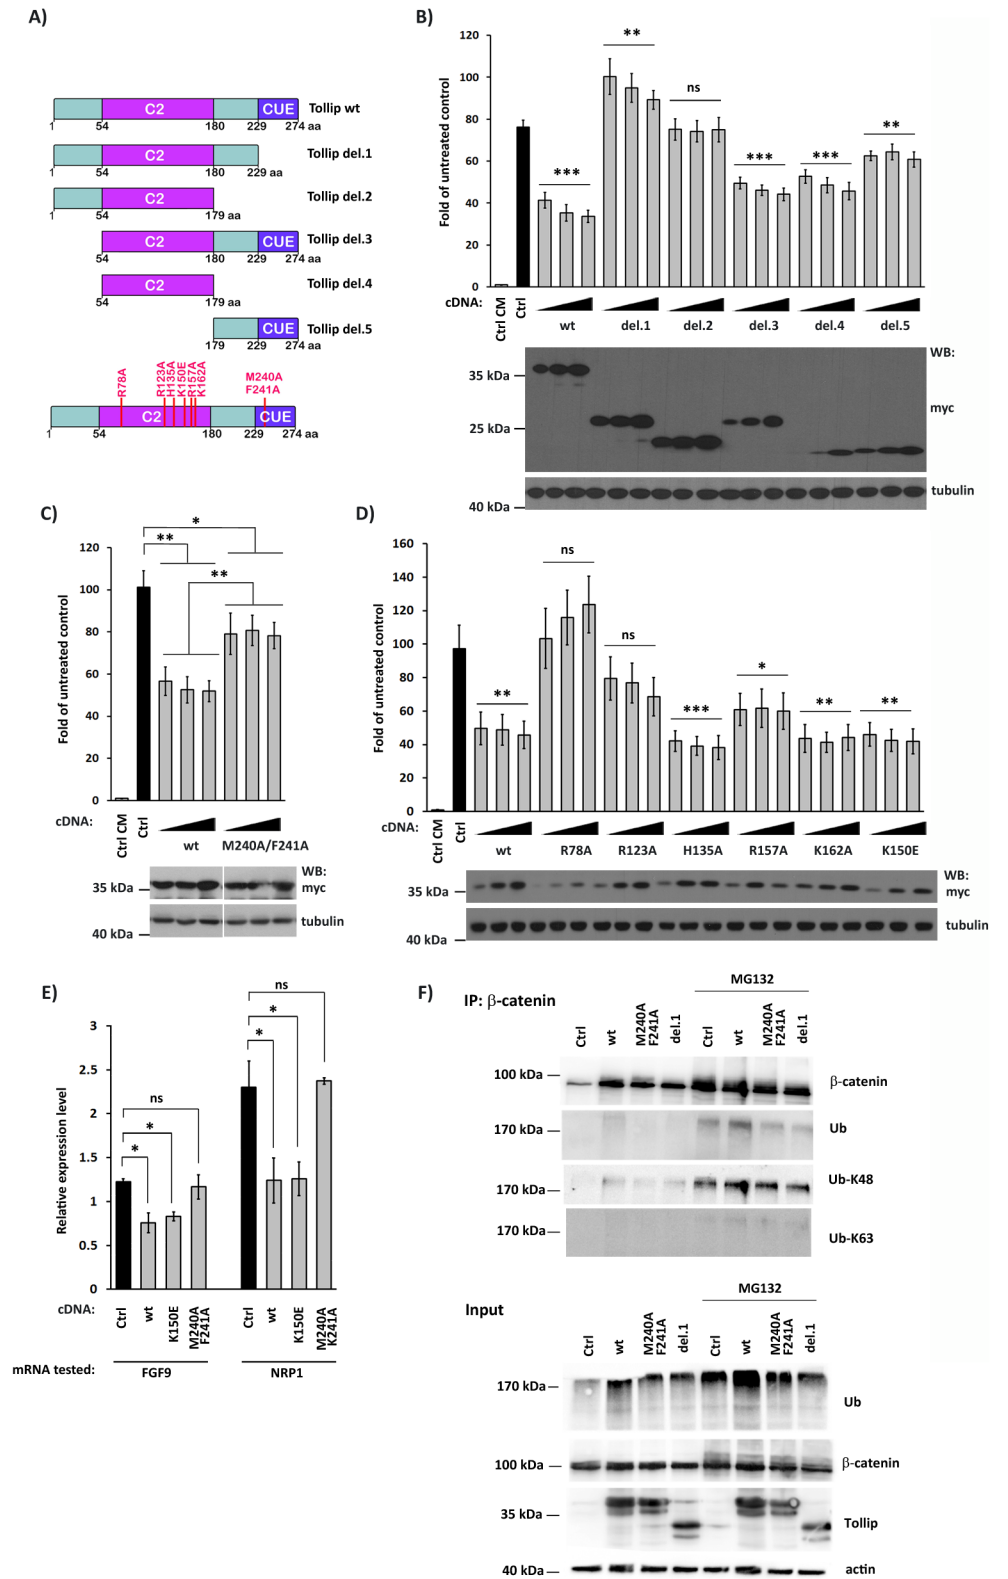 A)
C2
CUE
Tollip wt
1 54 180 229 274 aa
C2
Tollip del.1
1 54 180 229 aa
C2
Tollip del.2
1 54 179 aa
C2
CUE
Tollip del.3
54 180 229 274 aa
C2
Tollip del.4
54 179 aa
CUE
Tollip del.5
179 229 274 aa
R78A
R123A
H135A
K150E
R157A
K162A
M240A
F241A
C2
CUE
1 54 180 229 274 aa
B)
Fold of untreated control
120
100
80
60
40
20
0
***
**
ns
***
***
**
cDNA:
Ctrl CM
Ctrl
wt del.1 del.2 del.3 del.4 del.5
WB:
35 kDa
myc
25 kDa
tubulin
40 kDa
C)
Fold of untreated control
120
100
80
60
40
20
0
*
**
**
cDNA:
Ctrl CM
Ctrl
wt M240A/F241A
WB:
35 kDa
myc
tubulin
40 kDa
D)
Fold of untreated control
160
140
120
100
80
60
40
20
0
**
ns
ns
***
*
**
**
cDNA:
Ctrl CM
Ctrl
wt R78A R123A H135A R157A K162A K150E
WB:
35 kDa
myc
tubulin
40 kDa
E)
Relative expression level
3
2.5
2
1.5
1
0.5
0
ns
*
*
ns
*
*
cDNA:
Ctrl
wt
K150E
M240A
F241A
Ctrl
wt
K150E
M240A
K241A
mRNA tested:
FGF9 NRP1
F)
IP: β-catenin
MG132
Ctrl
wt
M240A
F241A
del.1
Ctrl
wt
M240A
F241A
del.1
100 kDa
β-catenin
170 kDa
Ub
170 kDa
Ub-K48
170 kDa
Ub-K63
Input
MG132
Ctrl
wt
M240A
F241A
del.1
Ctrl
wt
M240A
F241A
del.1
170 kDa
Ub
100 kDa
β-catenin
35 kDa
Tollip
40 kDa
actin